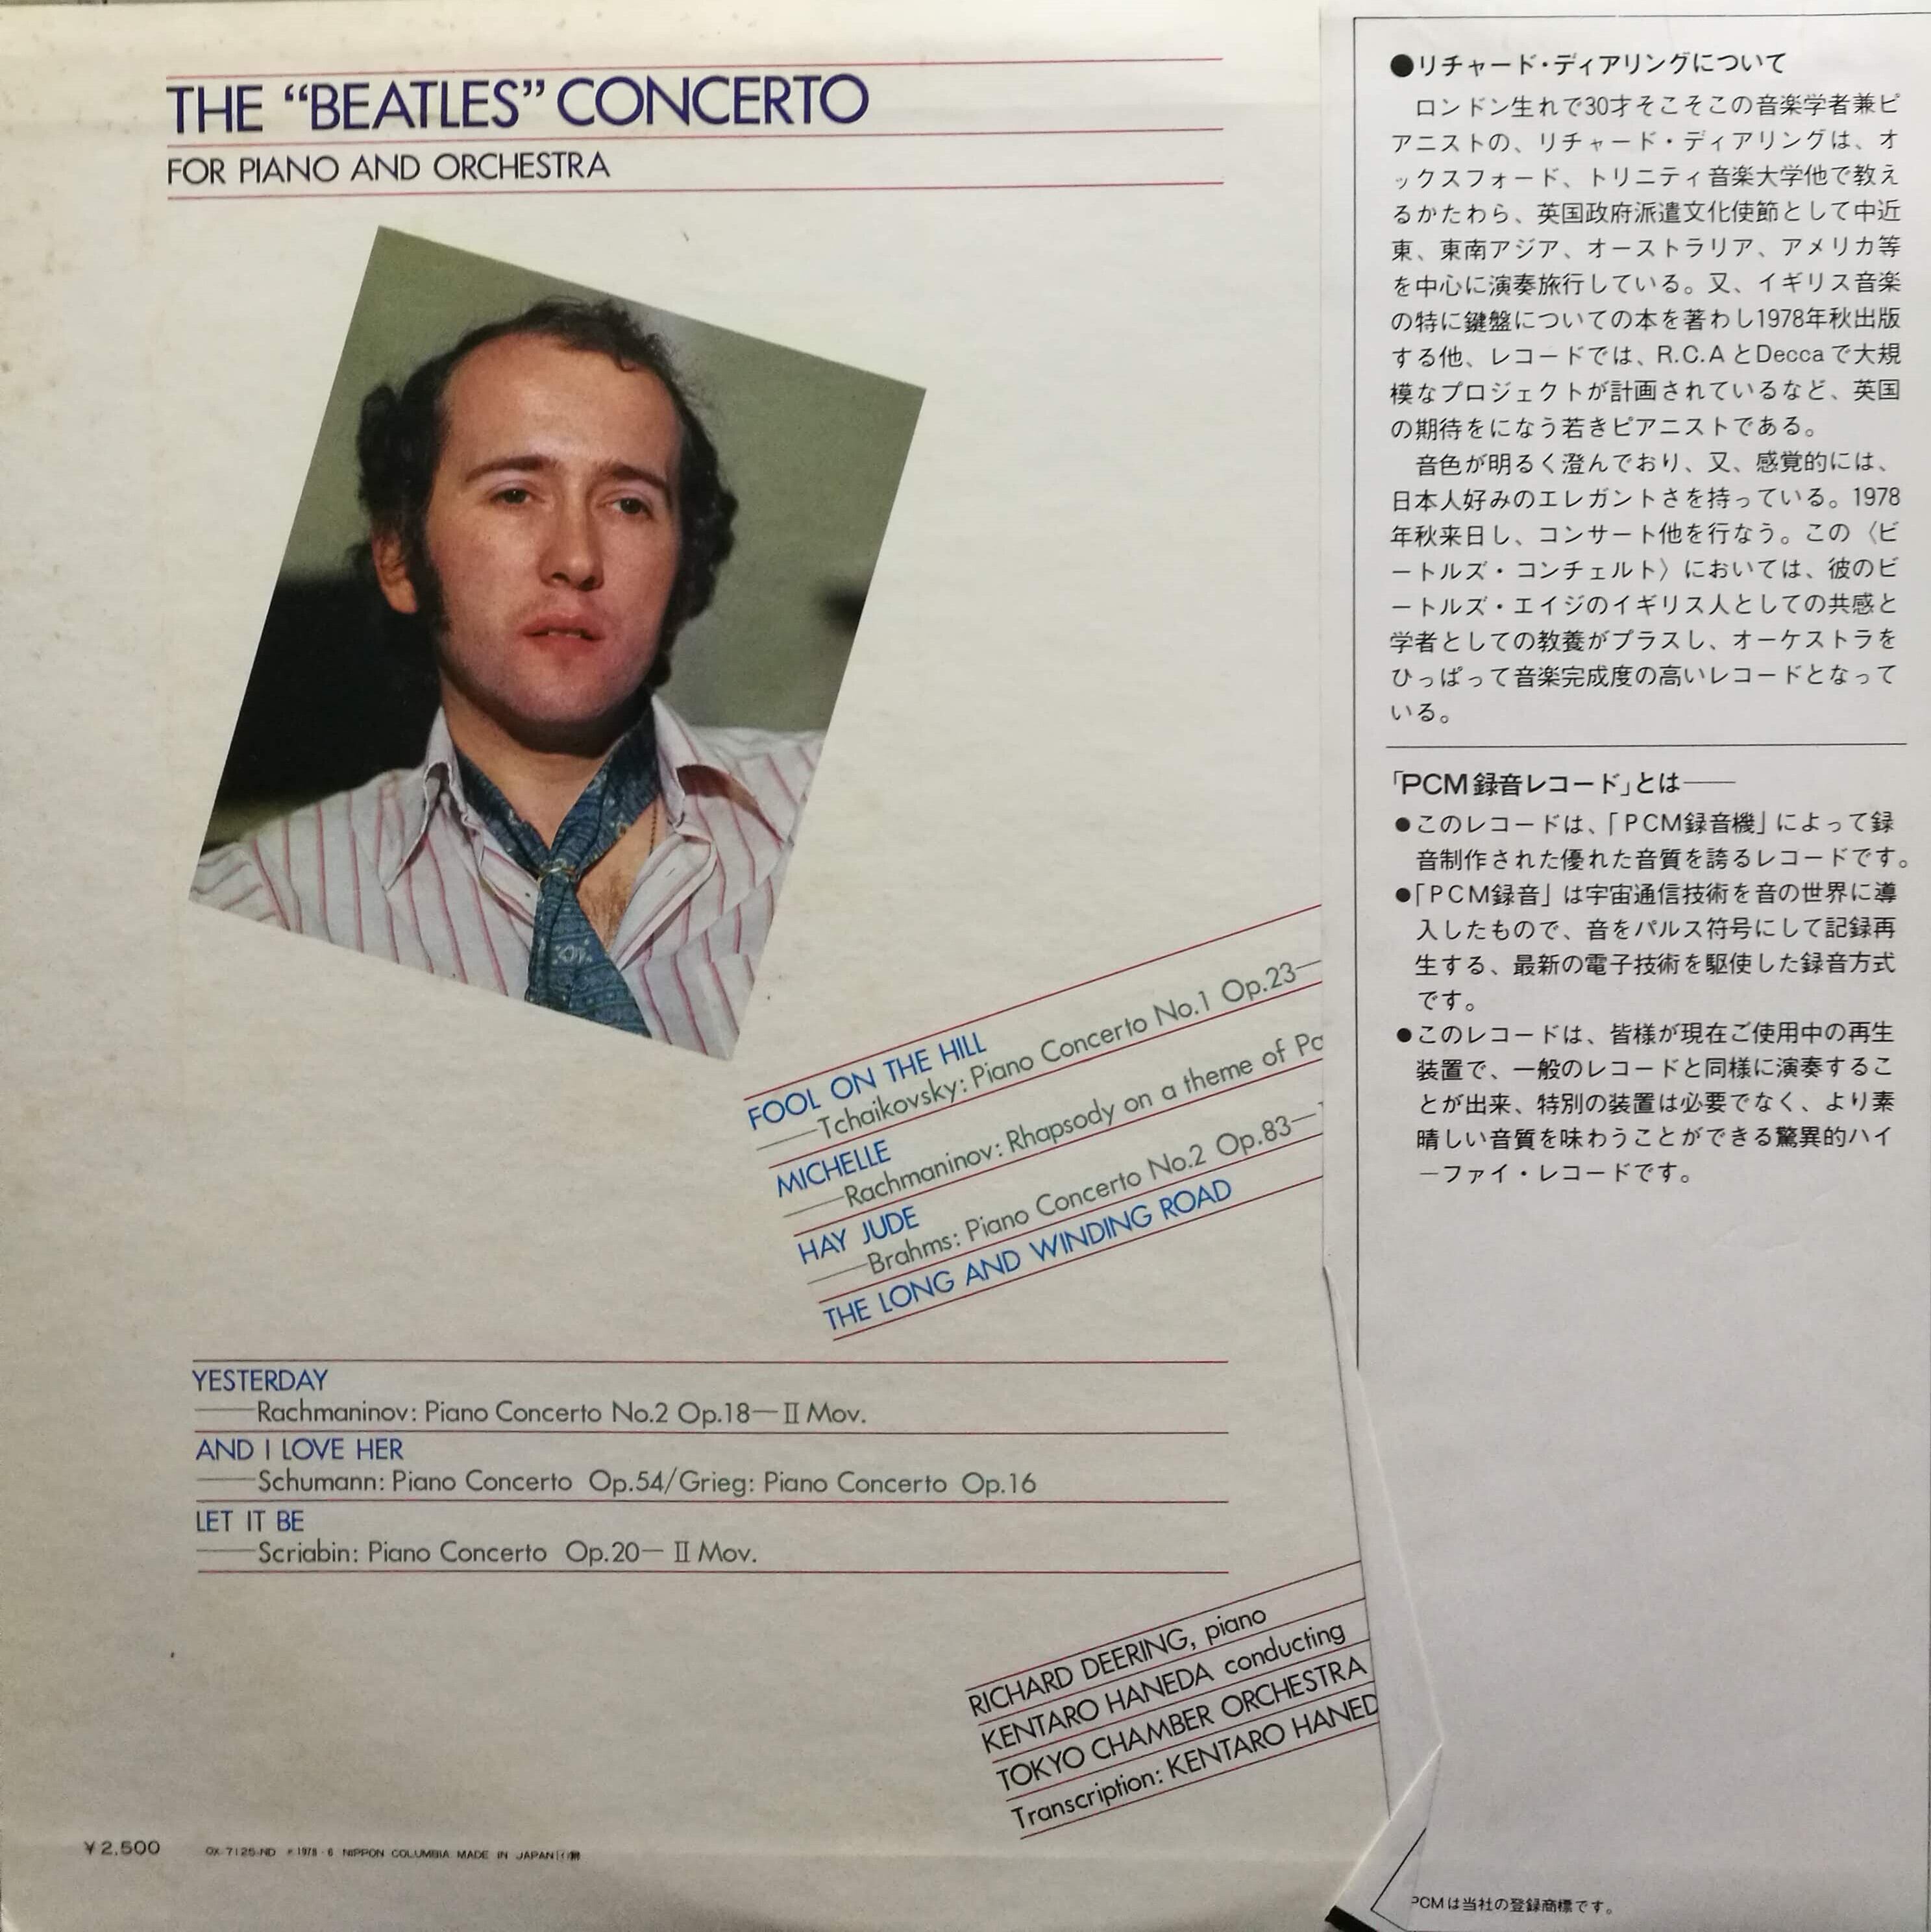 THE “BEATLES” CONCERTO
FOR PIANO AND ORCHESTRA
FOOL ON THE HILL
——Tchaikovsky: Piano Concerto No.1 Op.23—
MICHELLE
——Rachmaninov: Rhapsody on a theme of
HAY JUDE
——Brahms: Piano Concerto No.2 Op.83—
THE LONG AND WINDING ROAD
YESTERDAY
——Rachmaninov: Piano Concerto No.2 Op.18—Ⅱ Mov.
AND I LOVE HER
——Schumann: Piano Concerto Op.54/Grieg: Piano Concerto Op.16
LET IT BE
——Scriabin: Piano Concerto Op.20—Ⅱ Mov.
RICHARD DEERING, piano
KENTARO HANEDA conducting
TOKYO CHAMBER ORCHESTRA
Transcription: KENTARO HANED
¥2,500 OX-7125-ND ℗1978・6 NIPPON COLUMBIA MADE IN JAPAN
●リチャード・ディアリングについて
ロンドン生れで30才そこそこの音楽学者兼ピ
アニストの、リチャード・ディアリングは、オ
ックスフォード、トリニティ音楽大学他で教え
るかたわら、英国政府派遣文化使節として中近
東、東南アジア、オーストラリア、アメリカ等
を中心に演奏旅行している。又、イギリス音楽
の特に鍵盤についての本を著わし1978年秋出版
する他、レコードでは、R.C.AとDeccaで大規
模なプロジェクトが計画されているなど、英国
の期待をになう若きピアニストである。
音色が明るく澄んでおり、又、感覚的には、
日本人好みのエレガントさを持っている。1978
年秋来日し、コンサート他を行なう。この〈ビ
ートルズ・コンチェルト〉においては、彼のビ
ートルズ・エイジのイギリス人としての共感と
学者としての教養がプラスし、オーケストラを
ひっぱって音楽完成度の高いレコードとなって
いる。
「PCM録音レコード」とは——
●このレコードは、「PCM録音機」によって録
音制作された優れた音質を誇るレコードです。
●「PCM録音」は宇宙通信技術を音の世界に導
入したもので、音をパルス符号にして記録再
生する、最新の電子技術を駆使した録音方式
です。
●このレコードは、皆様が現在ご使用中の再生
装置で、一般のレコードと同様に演奏するこ
とが出来、特別の装置は必要でなく、より素
晴しい音質を味わうことができる驚異的ハイ
ーファイ・レコードです。
PCMは当社の登録商標です。